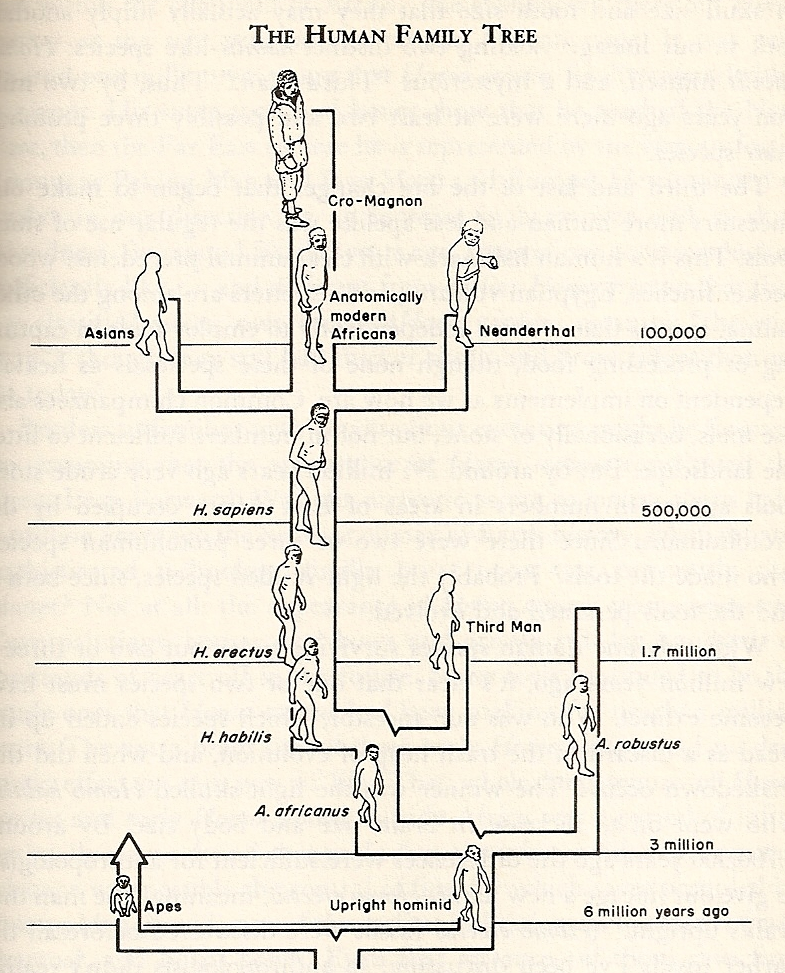 THE HUMAN FAMILY TREE
Cro-Magnon
Anatomically
modern
Africans
Asians
Neanderthal
100,000
H. sapiens
500,000
Third Man
H. erectus
1.7 million
H. habilis
A. robustus
A. africanus
3 million
Apes
Upright hominid
6 million years ago